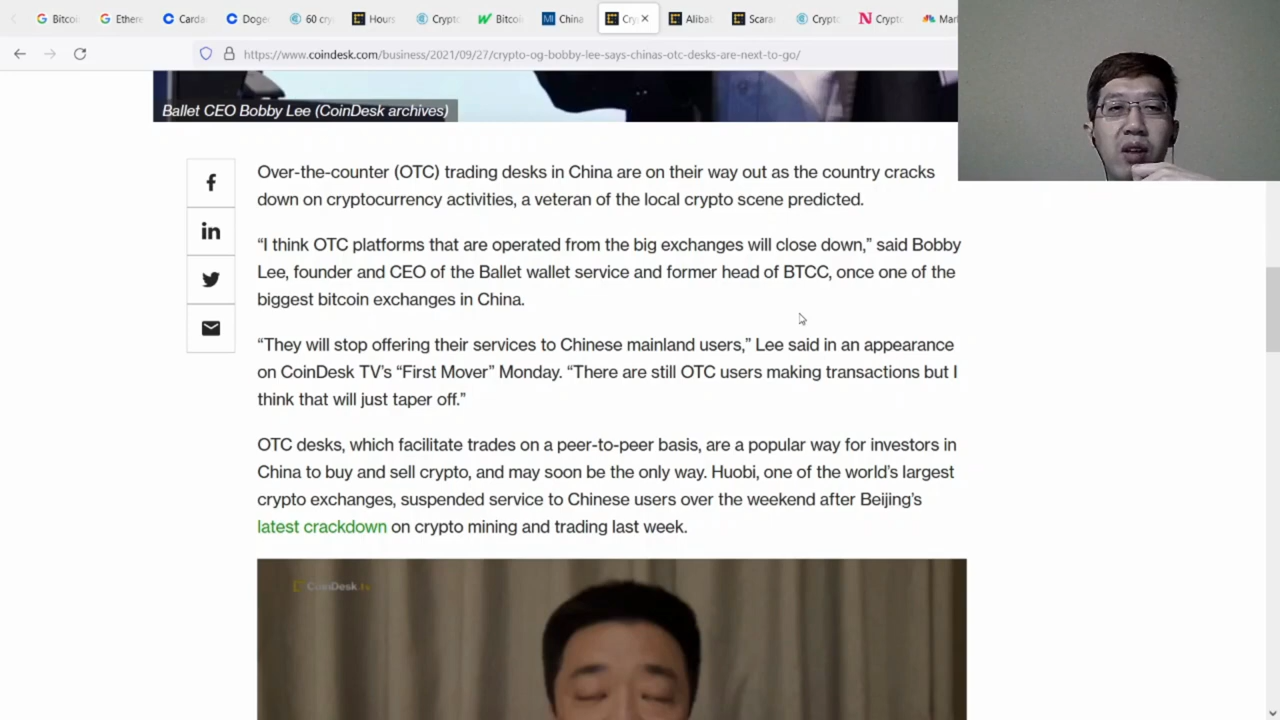 Bitcoi
Ethere
Carda
Doge
60 cry
Hours
Crypto
Bitcoi
China
Cry
Alibab
Scara
Crypto
Crypt
Mar
https://www.coindesk.com/business/2021/09/27/crypto-og-bobby-lee-says-chinas-otc-desks-are-next-to-go/
Ballet CEO Bobby Lee (CoinDesk archives)
Over-the-counter (OTC) trading desks in China are on their way out as the country cracks
down on cryptocurrency activities, a veteran of the local crypto scene predicted.
“I think OTC platforms that are operated from the big exchanges will close down,” said Bobby
Lee, founder and CEO of the Ballet wallet service and former head of BTCC, once one of the
biggest bitcoin exchanges in China.
“They will stop offering their services to Chinese mainland users,” Lee said in an appearance
on CoinDesk TV’s “First Mover” Monday. “There are still OTC users making transactions but I
think that will just taper off.”
OTC desks, which facilitate trades on a peer-to-peer basis, are a popular way for investors in
China to buy and sell crypto, and may soon be the only way. Huobi, one of the world’s largest
crypto exchanges, suspended service to Chinese users over the weekend after Beijing’s
latest crackdown on crypto mining and trading last week.
CoinDesk.tv